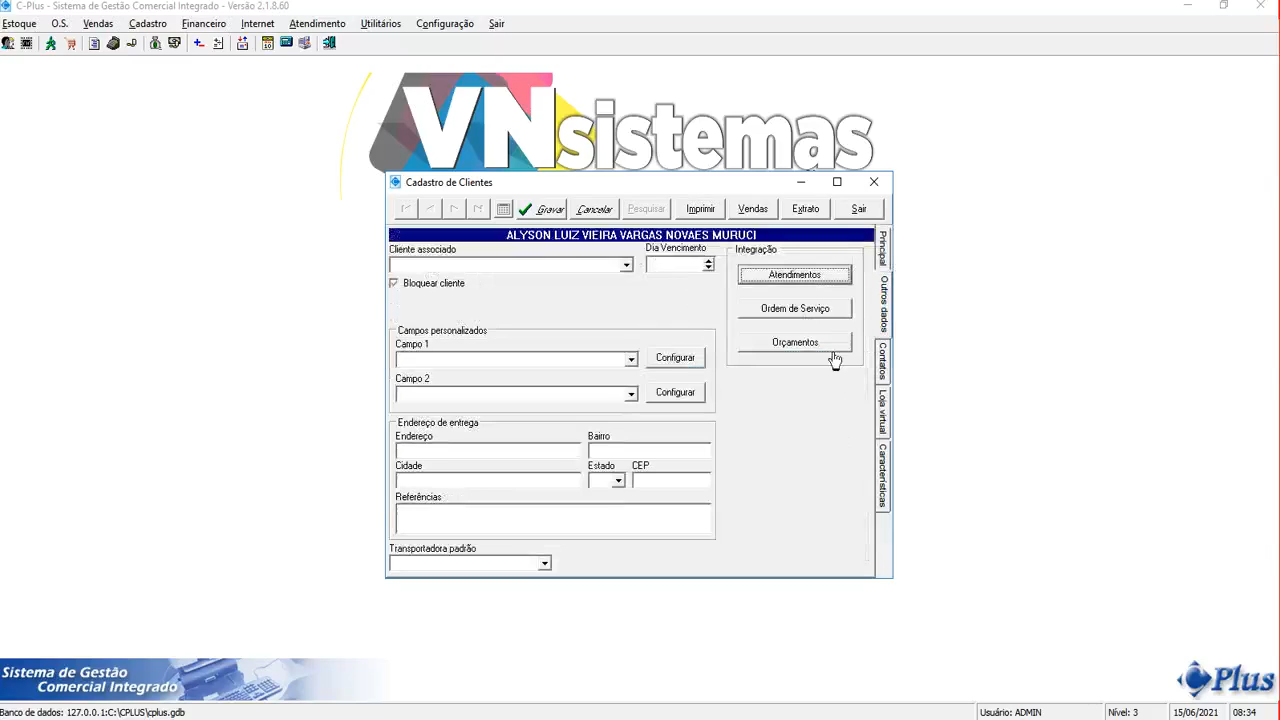 C-Plus - Sistema de Gestão Comercial Integrado - Versão 2.1.8.60
Estoque O.S. Vendas Cadastro Financeiro Internet Atendimento Utilitários Configuração Sair
VNsistemas
Cadastro de Clientes
Gravar Cancelar Pesquisar Imprimir Vendas Extrato Sair
ALYSON LUIZ VIEIRA VARGAS NOVAES MURUCI
Cliente associado Dia Vencimento Integração
Principal
Atendimentos
Bloquear cliente
Outros dados
Ordem de Serviço
Campos personalizados
Campo 1 Orçamentos
Configurar
Contatos
Campo 2
Configurar
Loja virtual
Endereço de entrega
Endereço Bairro
Cidade Estado CEP
Características
Referências
Transportadora padrão
Sistema de Gestão
Comercial Integrado
C Plus
Banco de dados: 127.0.0.1:C:\CPLUS\cplus.gdb Usuário: ADMIN Nível: 3 15/06/2021 08:34